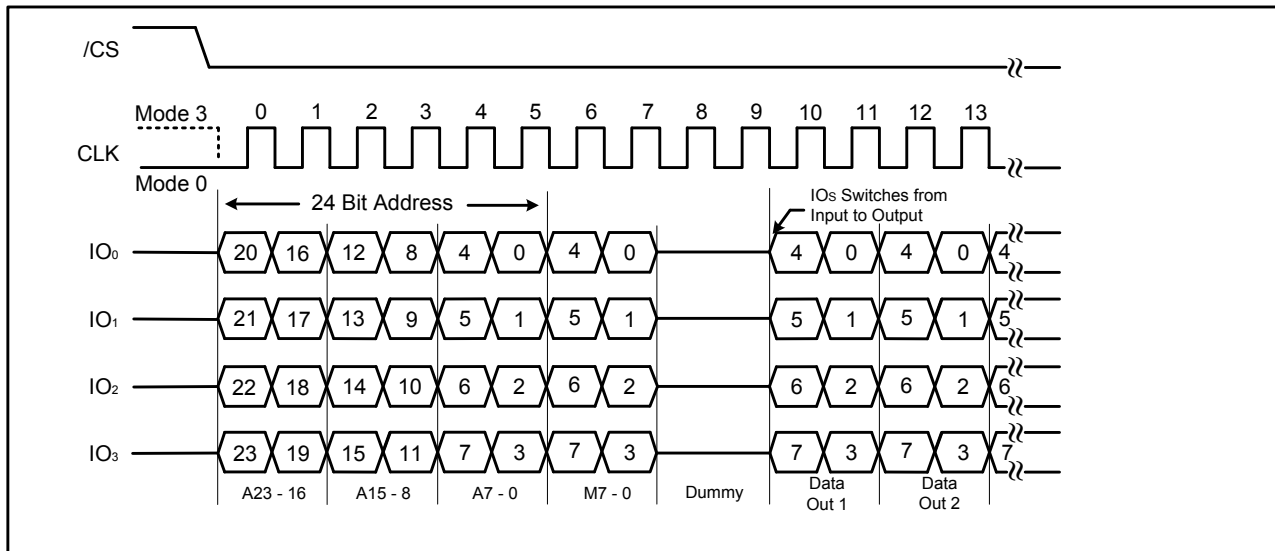 /CS
Mode 3 0 1 2 3 4 5 6 7 8 9 10 11 12 13
CLK
Mode 0
24 Bit Address
IOs Switches from
Input to Output
IO0 20 16 12 8 4 0 4 0 4 0 4 0 4
IO1 21 17 13 9 5 1 5 1 5 1 5 1 5
IO2 22 18 14 10 6 2 6 2 6 2 6 2 6
IO3 23 19 15 11 7 3 7 3 7 3 7 3 7
A23 - 16 A15 - 8 A7 - 0 M7 - 0 Dummy Data Out 1 Data Out 2